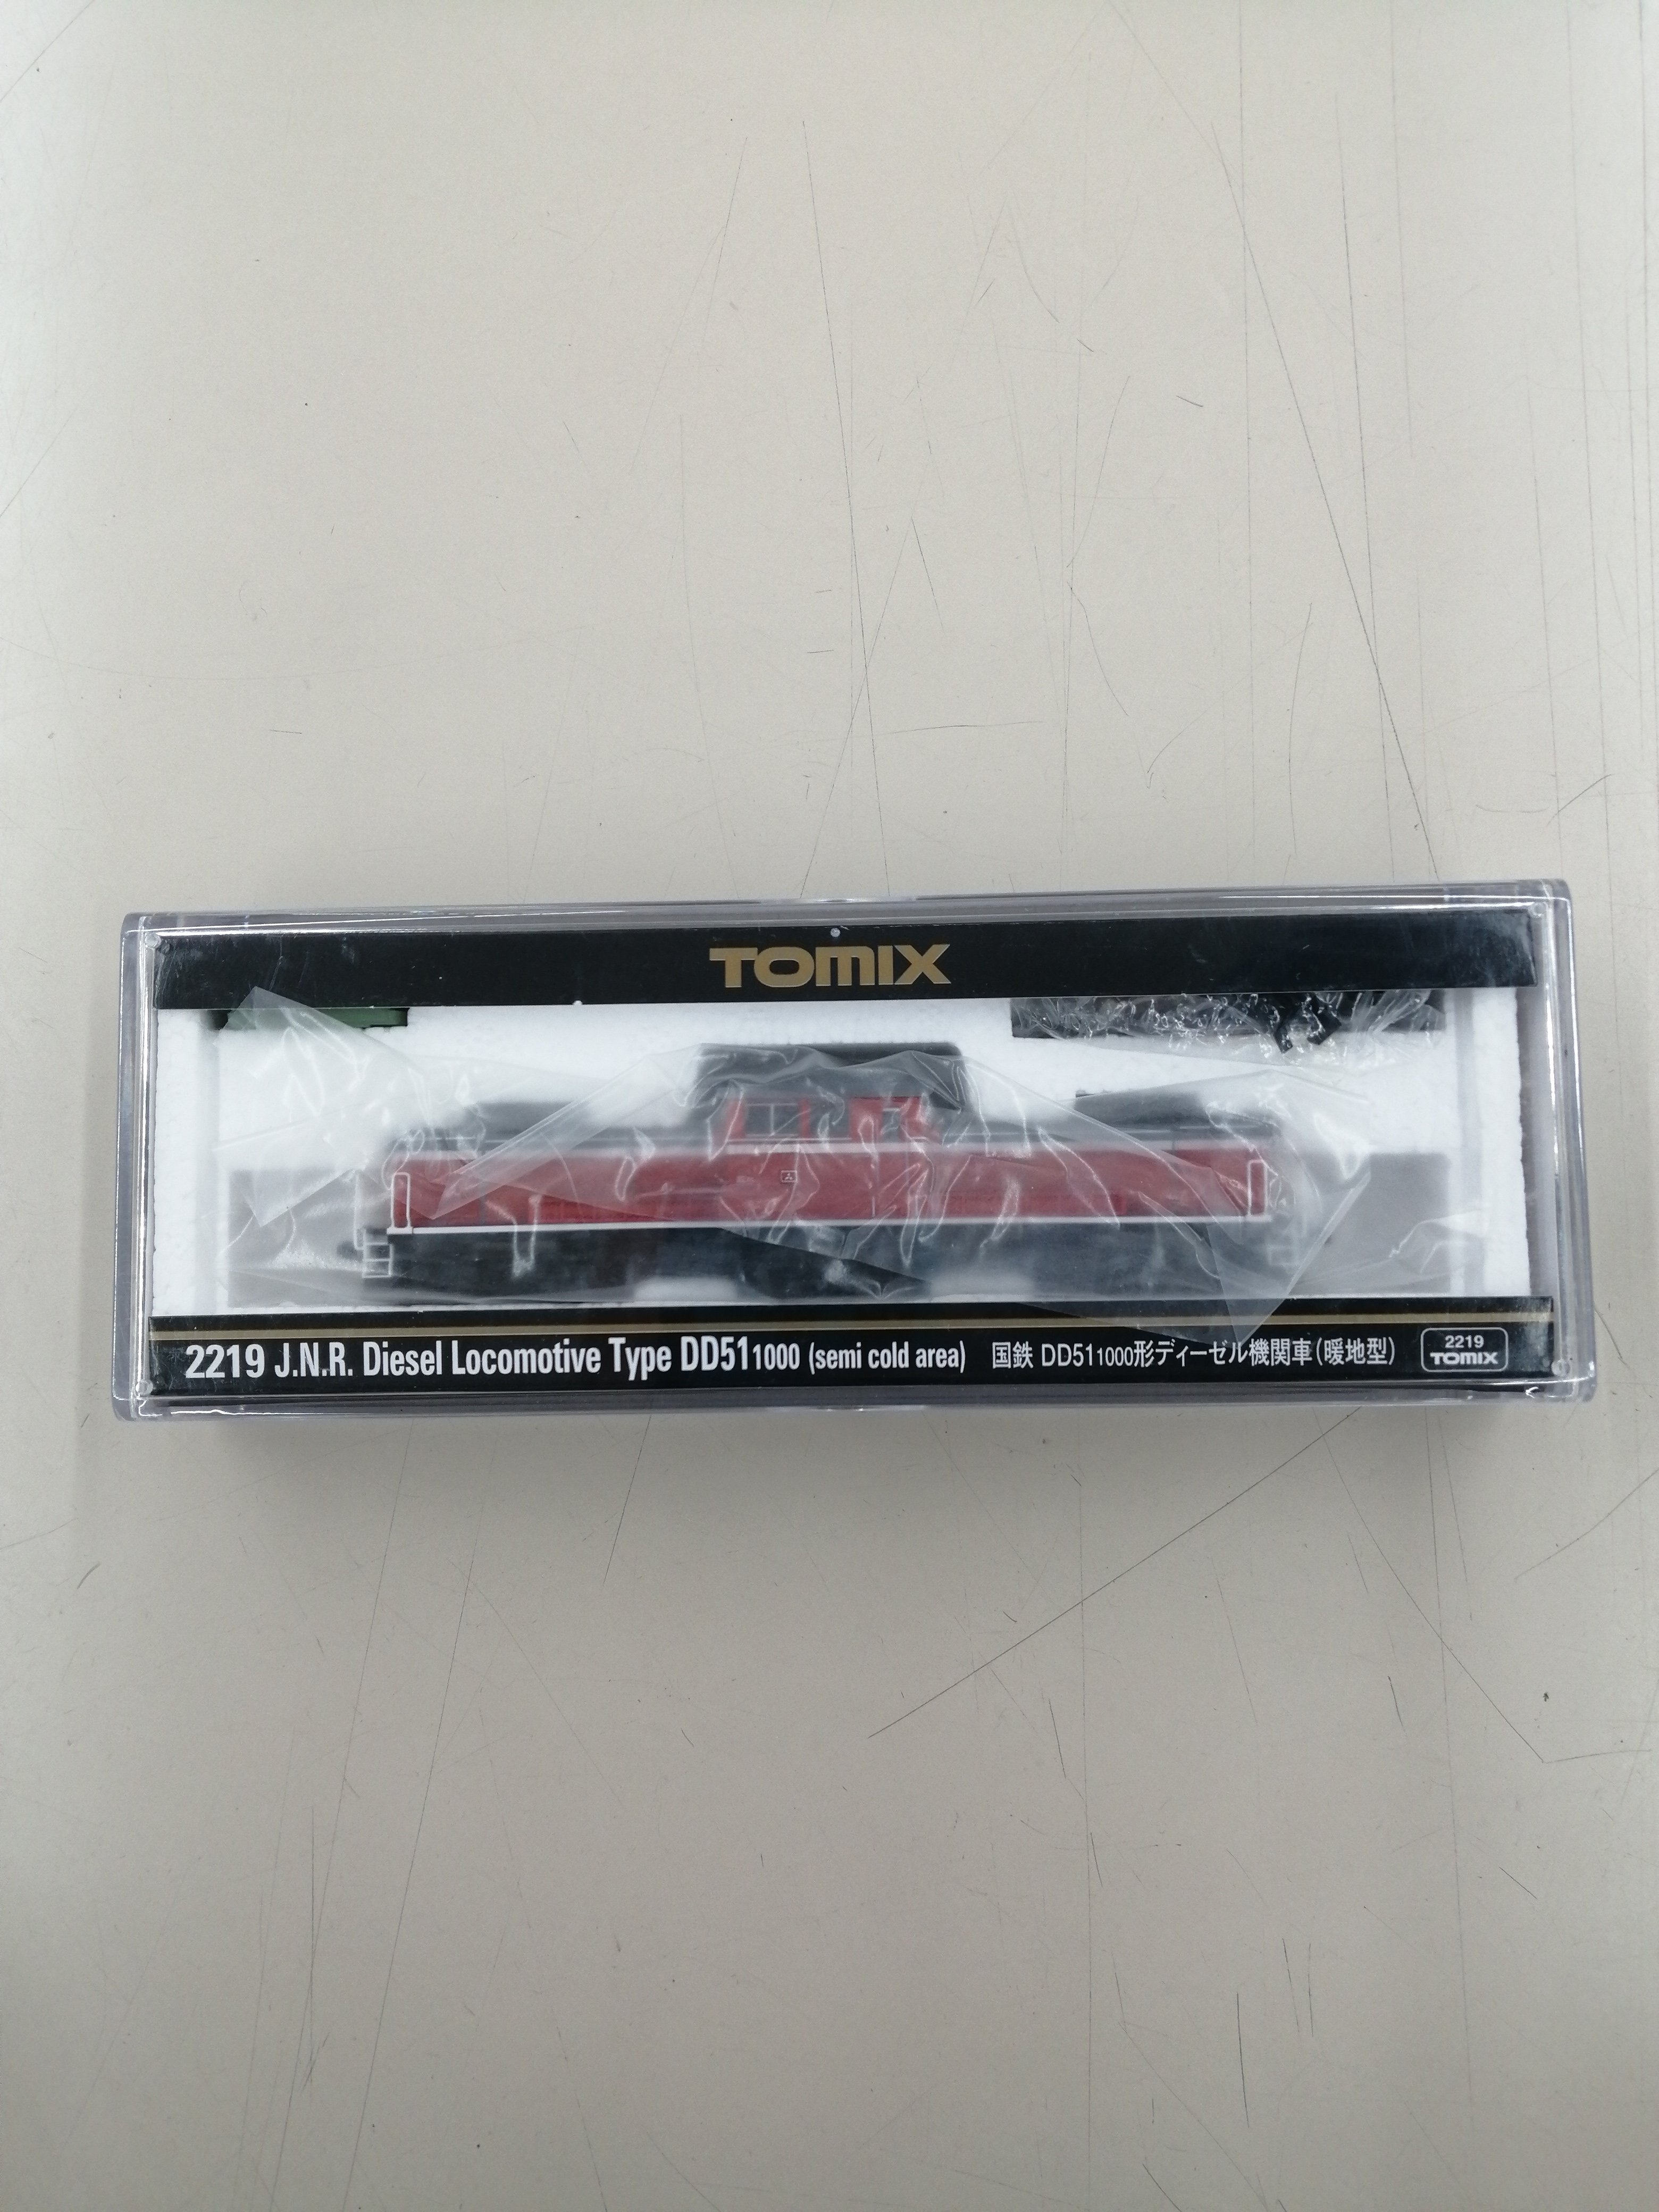 TOMIX
2219 J.N.R. Diesel Locomotive Type DD51 1000 (semi cold area) 国鉄 DD51 1000形ディーゼル機関車(暖地型)
2219
TOMIX